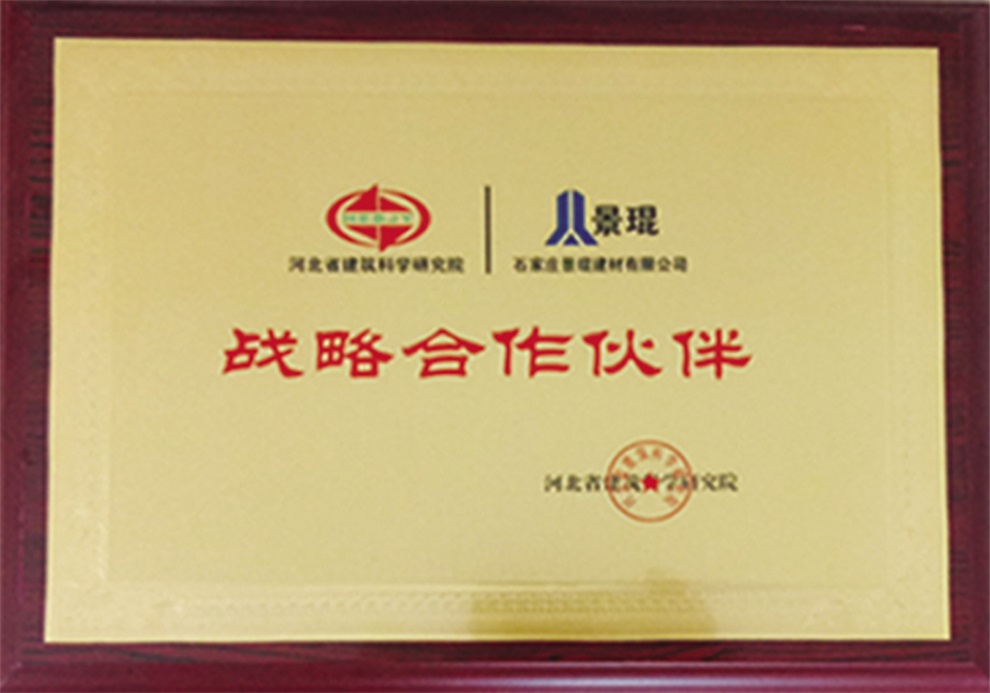 景琨
河北省建筑科学研究院
石家庄景琨建材有限公司
战略合作伙伴
河北省建筑科学研究院